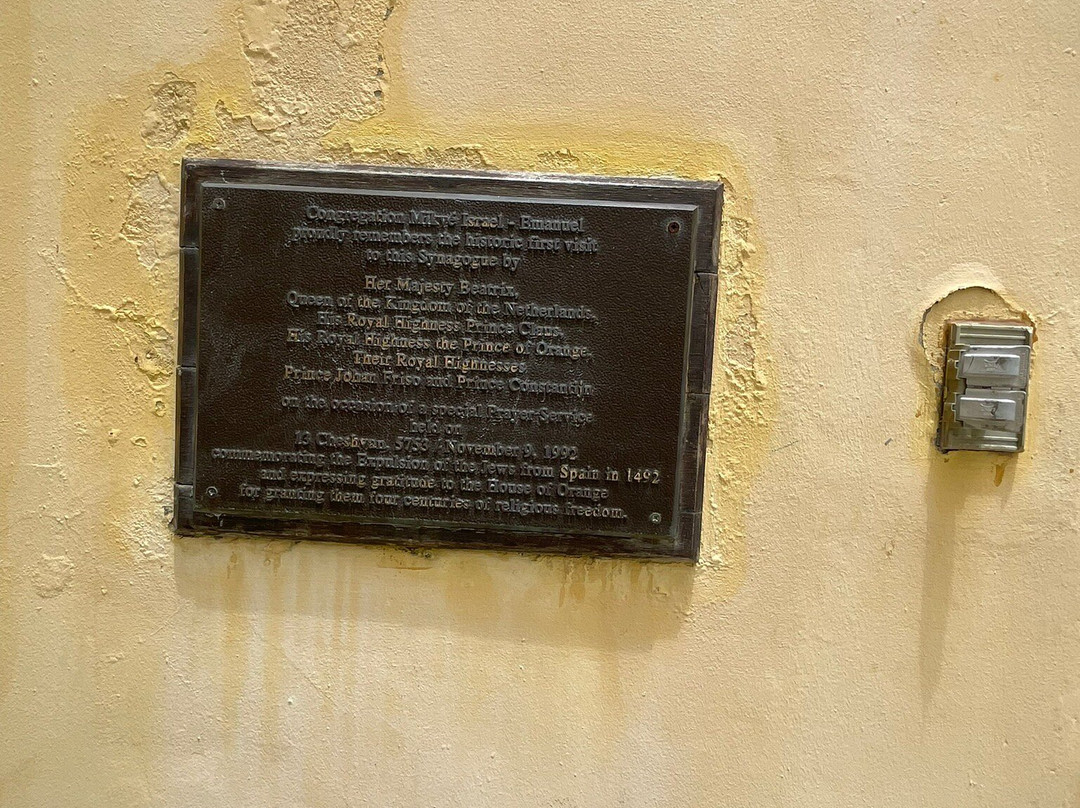 Congregation Mikvé Israel - Emanuel
proudly remembers the historic first visit
to this Synagogue by
Her Majesty Beatrix,
Queen of the Kingdom of the Netherlands,
His Royal Highness Prince Claus,
His Royal Highness the Prince of Orange,
Their Royal Highnesses
Prince Johan Friso and Prince Constantijn
on the occasion of a special Prayer Service
held on
13 Cheshvan, 5753 / November 9, 1992
commemorating the Expulsion of the Jews from Spain in 1492
and expressing gratitude to the House of Orange
for granting them four centuries of religious freedom.